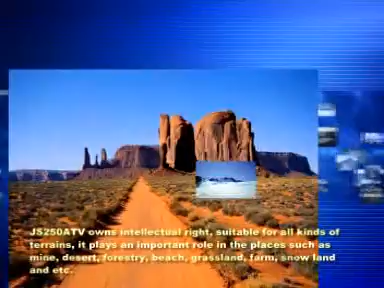 JS250ATV owns intellectual right, suitable for all kinds of
terrains, it plays an important role in the places such as
mine, desert, forestry, beach, grassland, farm, snow land
and etc.